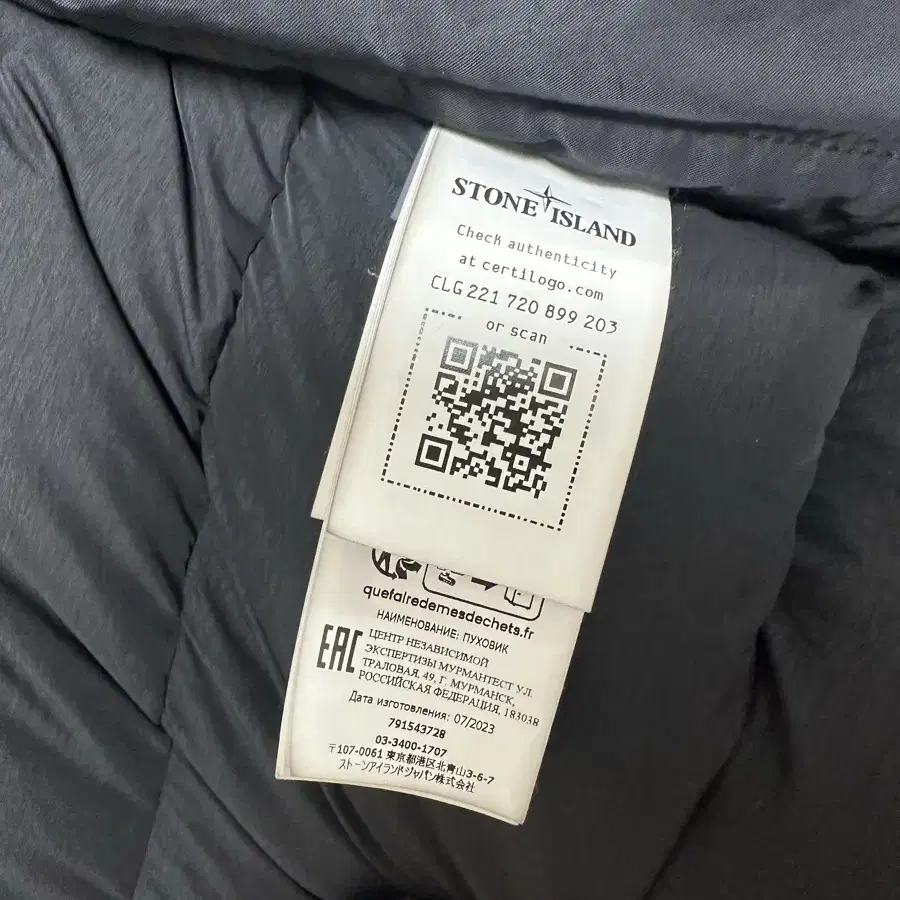 STONE ISLAND
Check authenticity
at certilogo.com
CLG 221 720 899 203
or scan
quefairedemesdechets.fr
НАИМЕНОВАНИЕ: ПУХОВИК
EAC
ЦЕНТР НЕЗАВИСИМОЙ
ЭКСПЕРТИЗЫ МУРМАНТЕСТ УЛ.
ТРАЛОВАЯ, 49, Г. МУРМАНСК,
РОССИЙСКАЯ ФЕДЕРАЦИЯ, 183038
Дата изготовления: 07/2023
791543728
03-3400-1707
〒107-0061 東京都港区北青山3-6-7
ストーンアイランドジャパン株式会社